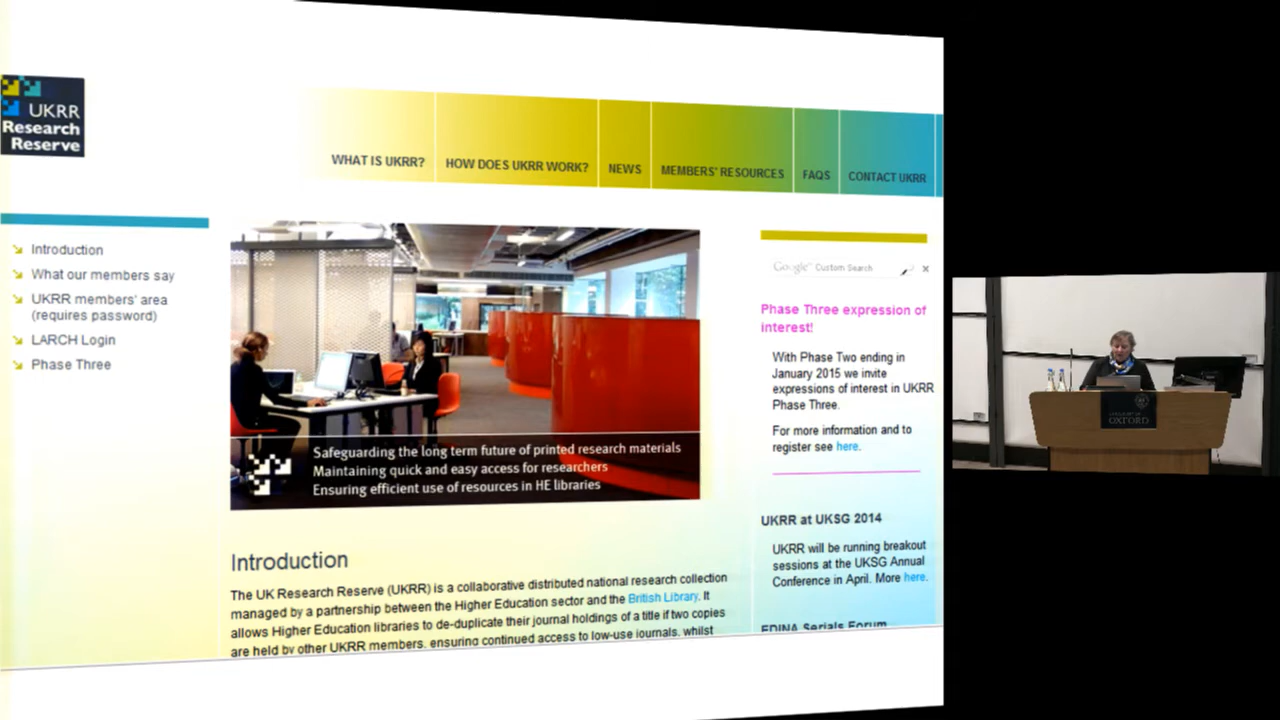 UKRR
Research
Reserve
WHAT IS UKRR?
HOW DOES UKRR WORK?
NEWS
MEMBERS' RESOURCES
FAQS
CONTACT UKRR
Introduction
What our members say
UKRR members' area
(requires password)
LARCH Login
Phase Three
Safeguarding the long term future of printed research materials
Maintaining quick and easy access for researchers
Ensuring efficient use of resources in HE libraries
Introduction
The UK Research Reserve (UKRR) is a collaborative distributed national research collection
managed by a partnership between the Higher Education sector and the British Library. It
allows Higher Education libraries to de-duplicate their journal holdings of a title if two copies
are held by other UKRR members, ensuring continued access to low-use journals, whilst
Google™ Custom Search
Phase Three expression of
interest!
With Phase Two ending in
January 2015 we invite
expressions of interest in UKRR
Phase Three.
For more information and to
register see here.
UKRR at UKSG 2014
UKRR will be running breakout
sessions at the UKSG Annual
Conference in April. More here.
EDINA Serials Forum
OXFORD